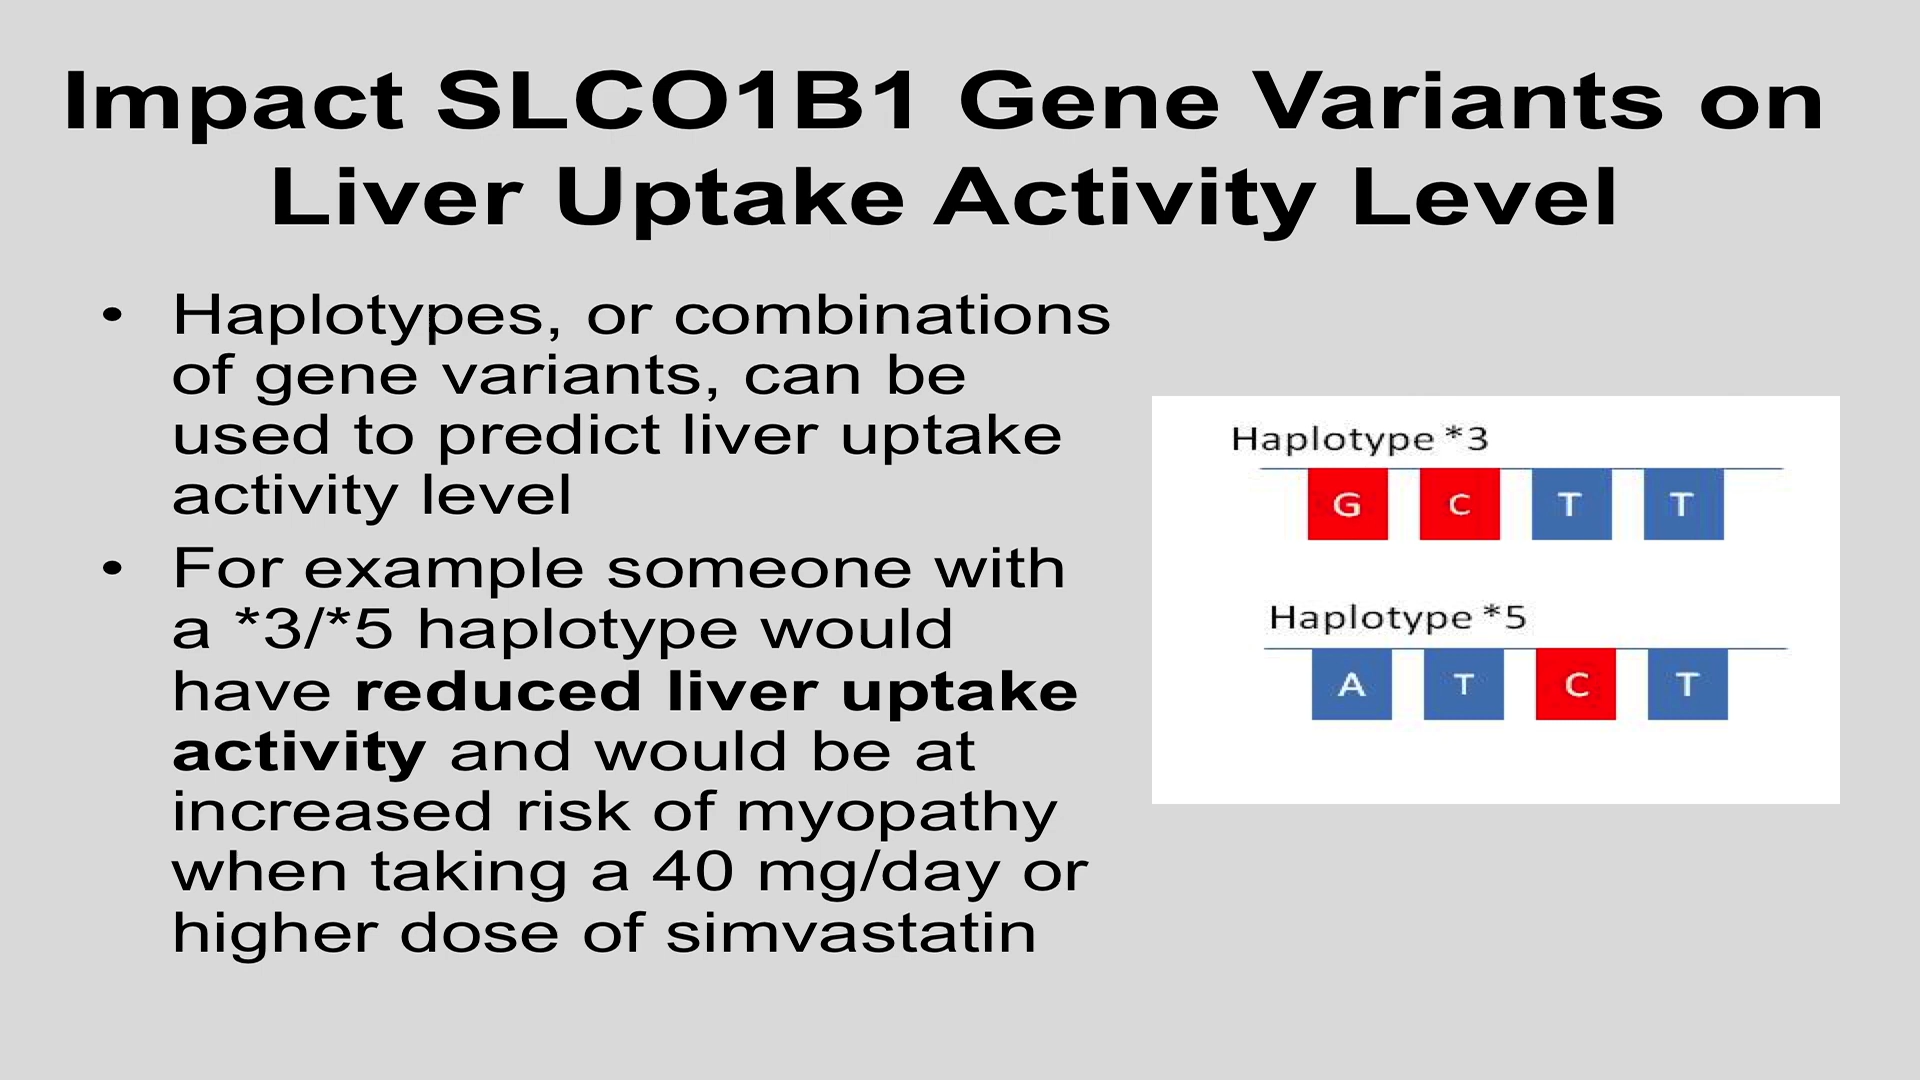 Impact SLCO1B1 Gene Variants on
Liver Uptake Activity Level
• Haplotypes, or combinations
of gene variants, can be
used to predict liver uptake
activity level
• For example someone with
a *3/*5 haplotype would
have reduced liver uptake
activity and would be at
increased risk of myopathy
when taking a 40 mg/day or
higher dose of simvastatin
Haplotype *3
G C T T
Haplotype *5
A T C T